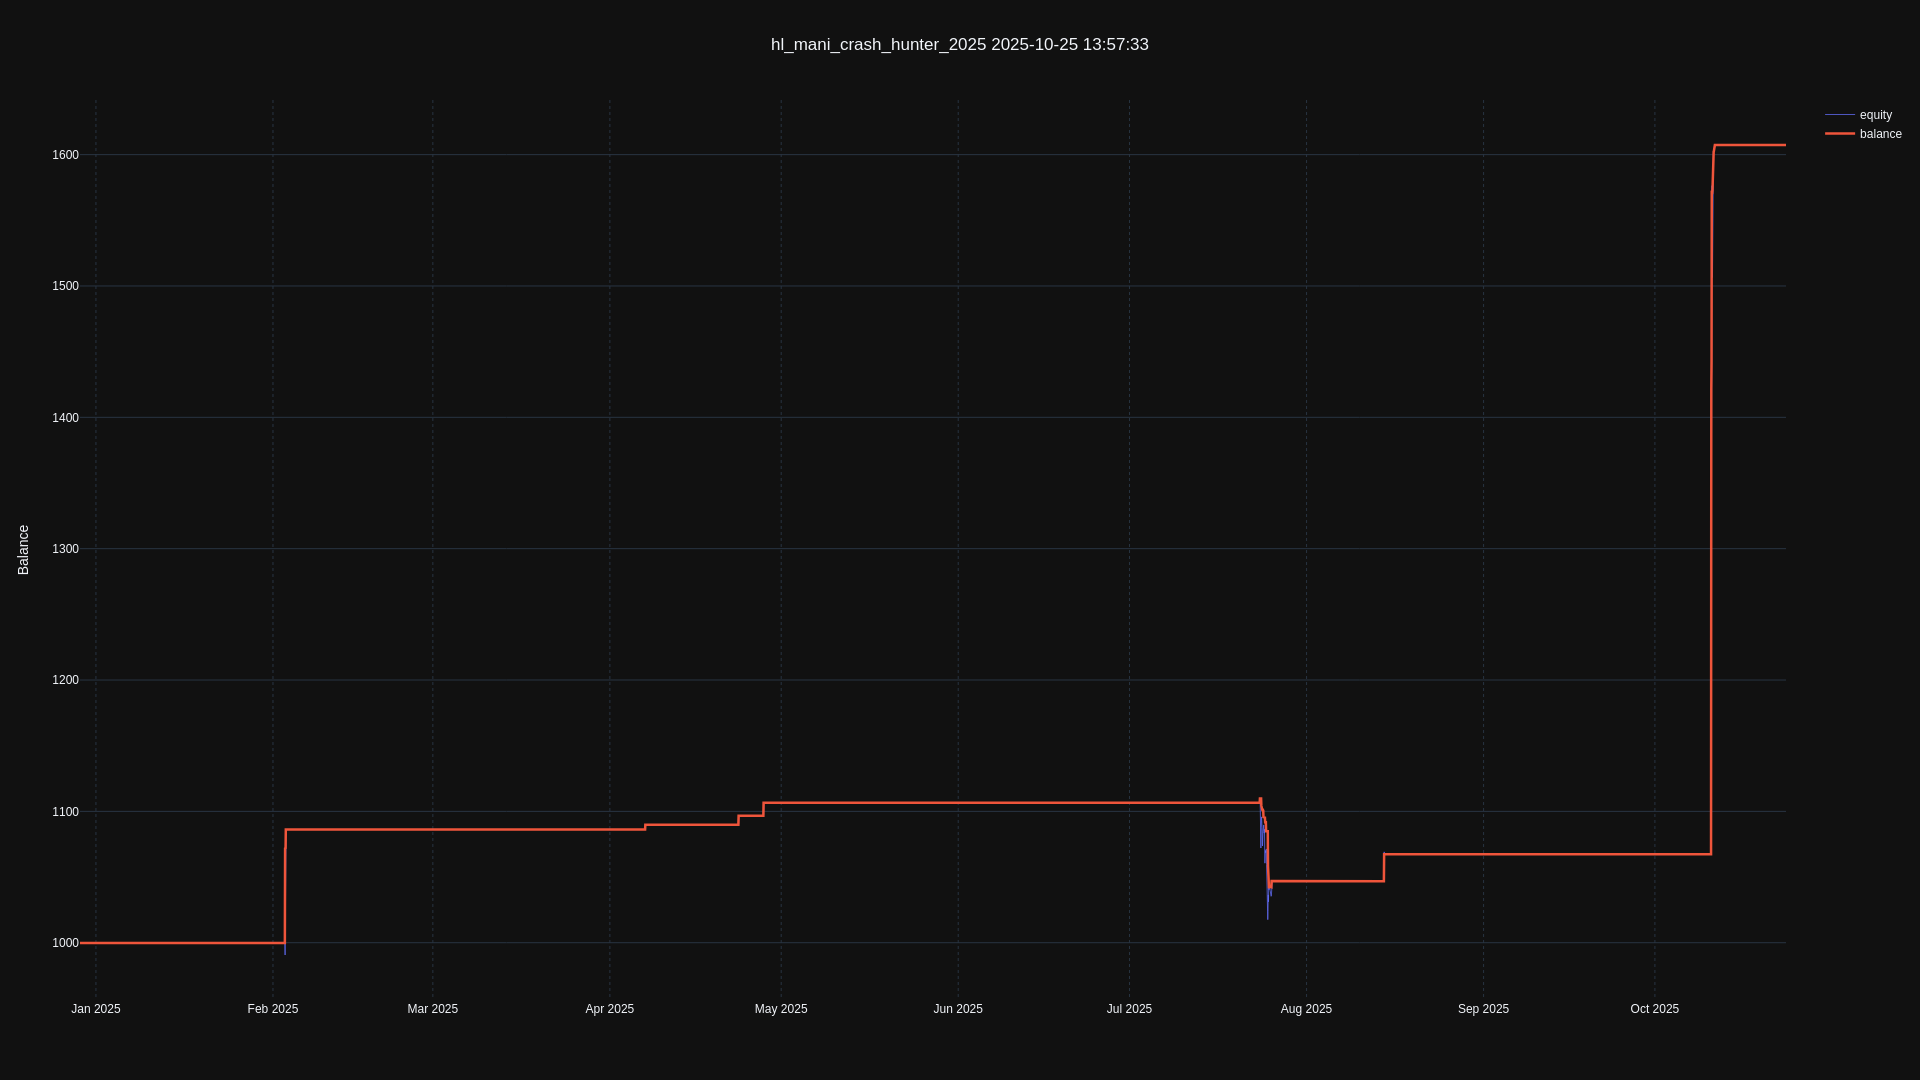 hl_mani_crash_hunter_2025 2025-10-25 13:57:33
equity
balance
1600
1500
1400
1300
1200
1100
1000
Balance
Jan 2025
Feb 2025
Mar 2025
Apr 2025
May 2025
Jun 2025
Jul 2025
Aug 2025
Sep 2025
Oct 2025